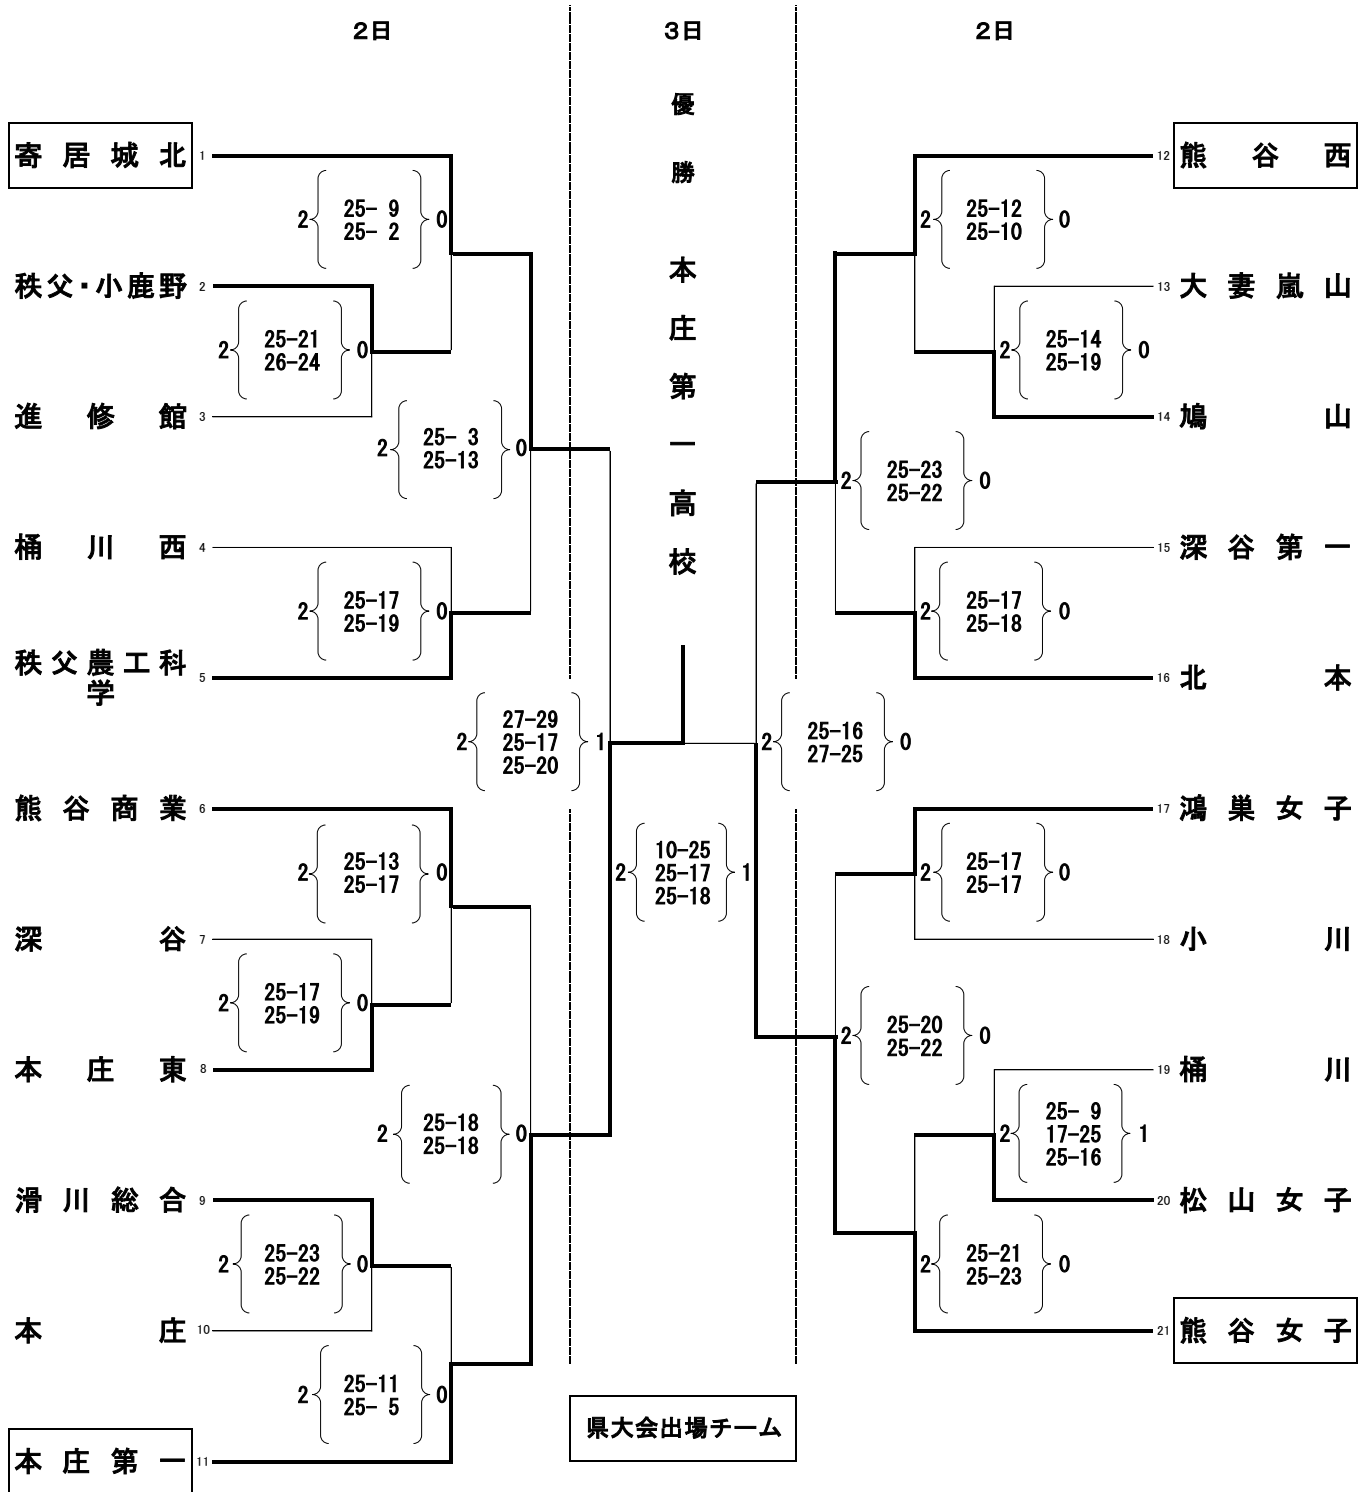 2日
3日
2日
優勝 本庄第一高校
寄居城北 1
2 25- 9 0
25- 2
秩父・小鹿野 2
2 25-21 0
26-24
進修館 3
2 25- 3 0
25-13
桶川西 4
2 25-17 0
25-19
秩父農工科
学 5
2 27-29 1
25-17
25-20
熊谷商業 6
2 25-13 0
25-17
深谷 7
2 25-17 0
25-19
本庄東 8
2 25-18 0
25-18
滑川総合 9
2 25-23 0
25-22
本庄 10
2 25-11 0
25- 5
本庄第一 11
2 10-25 1
25-17
25-18
県大会出場チーム
12 熊谷西
2 25-12 0
25-10
13 大妻嵐山
2 25-14 0
25-19
14 鳩山
2 25-23 0
25-22
15 深谷第一
2 25-17 0
25-18
16 北本
2 25-16 0
27-25
17 鴻巣女子
2 25-17 0
25-17
18 小川
2 25-20 0
25-22
19 桶川
2 25- 9 1
17-25
25-16
20 松山女子
2 25-21 0
25-23
21 熊谷女子